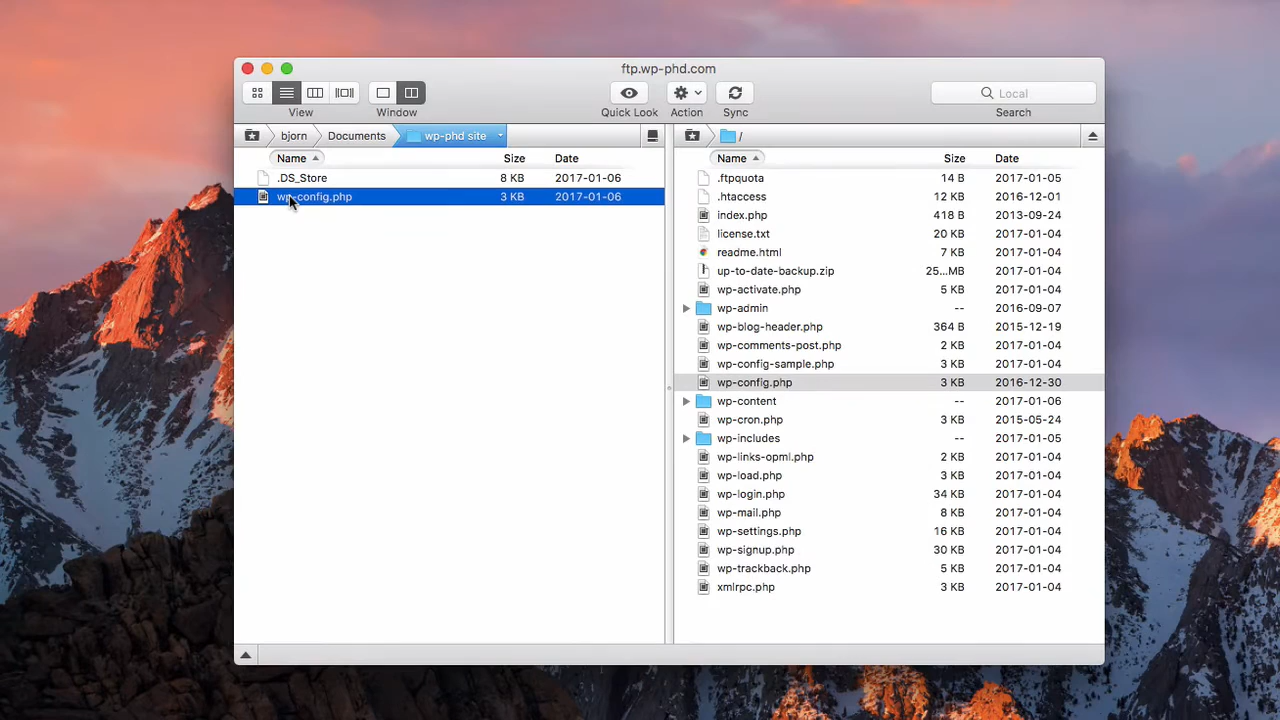 ftp.wp-phd.com
View Window Quick Look Action Sync Local Search
bjorn Documents wp-phd site /
Name Size Date
.DS_Store 8 KB 2017-01-06
wp-config.php 3 KB 2017-01-06
Name Size Date
.ftpquota 14 B 2017-01-05
.htaccess 12 KB 2016-12-01
index.php 418 B 2013-09-24
license.txt 20 KB 2017-01-04
readme.html 7 KB 2017-01-04
up-to-date-backup.zip 25...MB 2017-01-04
wp-activate.php 5 KB 2017-01-04
wp-admin -- 2016-09-07
wp-blog-header.php 364 B 2015-12-19
wp-comments-post.php 2 KB 2017-01-04
wp-config-sample.php 3 KB 2017-01-04
wp-config.php 3 KB 2016-12-30
wp-content -- 2017-01-06
wp-cron.php 3 KB 2015-05-24
wp-includes -- 2017-01-05
wp-links-opml.php 2 KB 2017-01-04
wp-load.php 3 KB 2017-01-04
wp-login.php 34 KB 2017-01-04
wp-mail.php 8 KB 2017-01-04
wp-settings.php 16 KB 2017-01-04
wp-signup.php 30 KB 2017-01-04
wp-trackback.php 5 KB 2017-01-04
xmlrpc.php 3 KB 2017-01-04